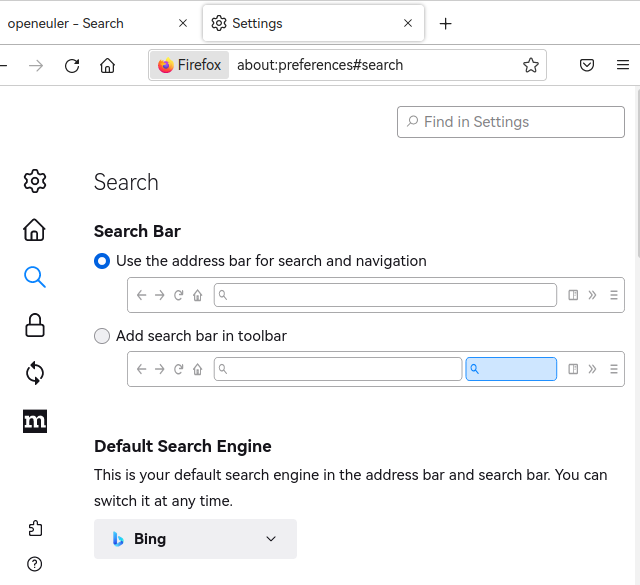 openeuler - Search
Settings
Firefox
about:preferences#search
Find in Settings
Search
Search Bar
Use the address bar for search and navigation
Add search bar in toolbar
m
Default Search Engine
This is your default search engine in the address bar and search bar. You can
switch it at any time.
Bing